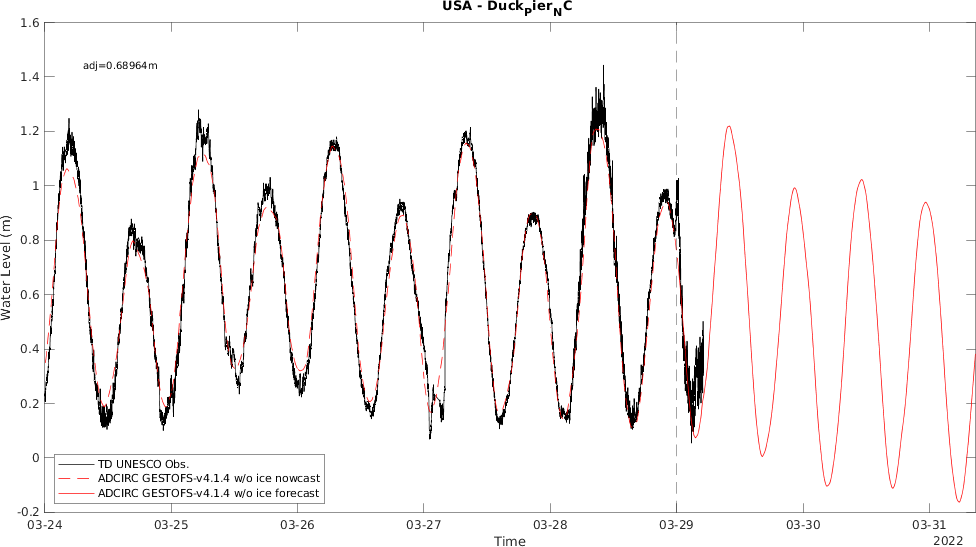 USA - DuckPierNC
1.6
adj=0.68964m
1.4
1.2
1
0.8
0.6
0.4
0.2
0
-0.2
Water Level (m)
TD UNESCO Obs.
ADCIRC GESTOFS-v4.1.4 w/o ice nowcast
ADCIRC GESTOFS-v4.1.4 w/o ice forecast
03-24 03-25 03-26 03-27 03-28 03-29 03-30 03-31
Time
2022